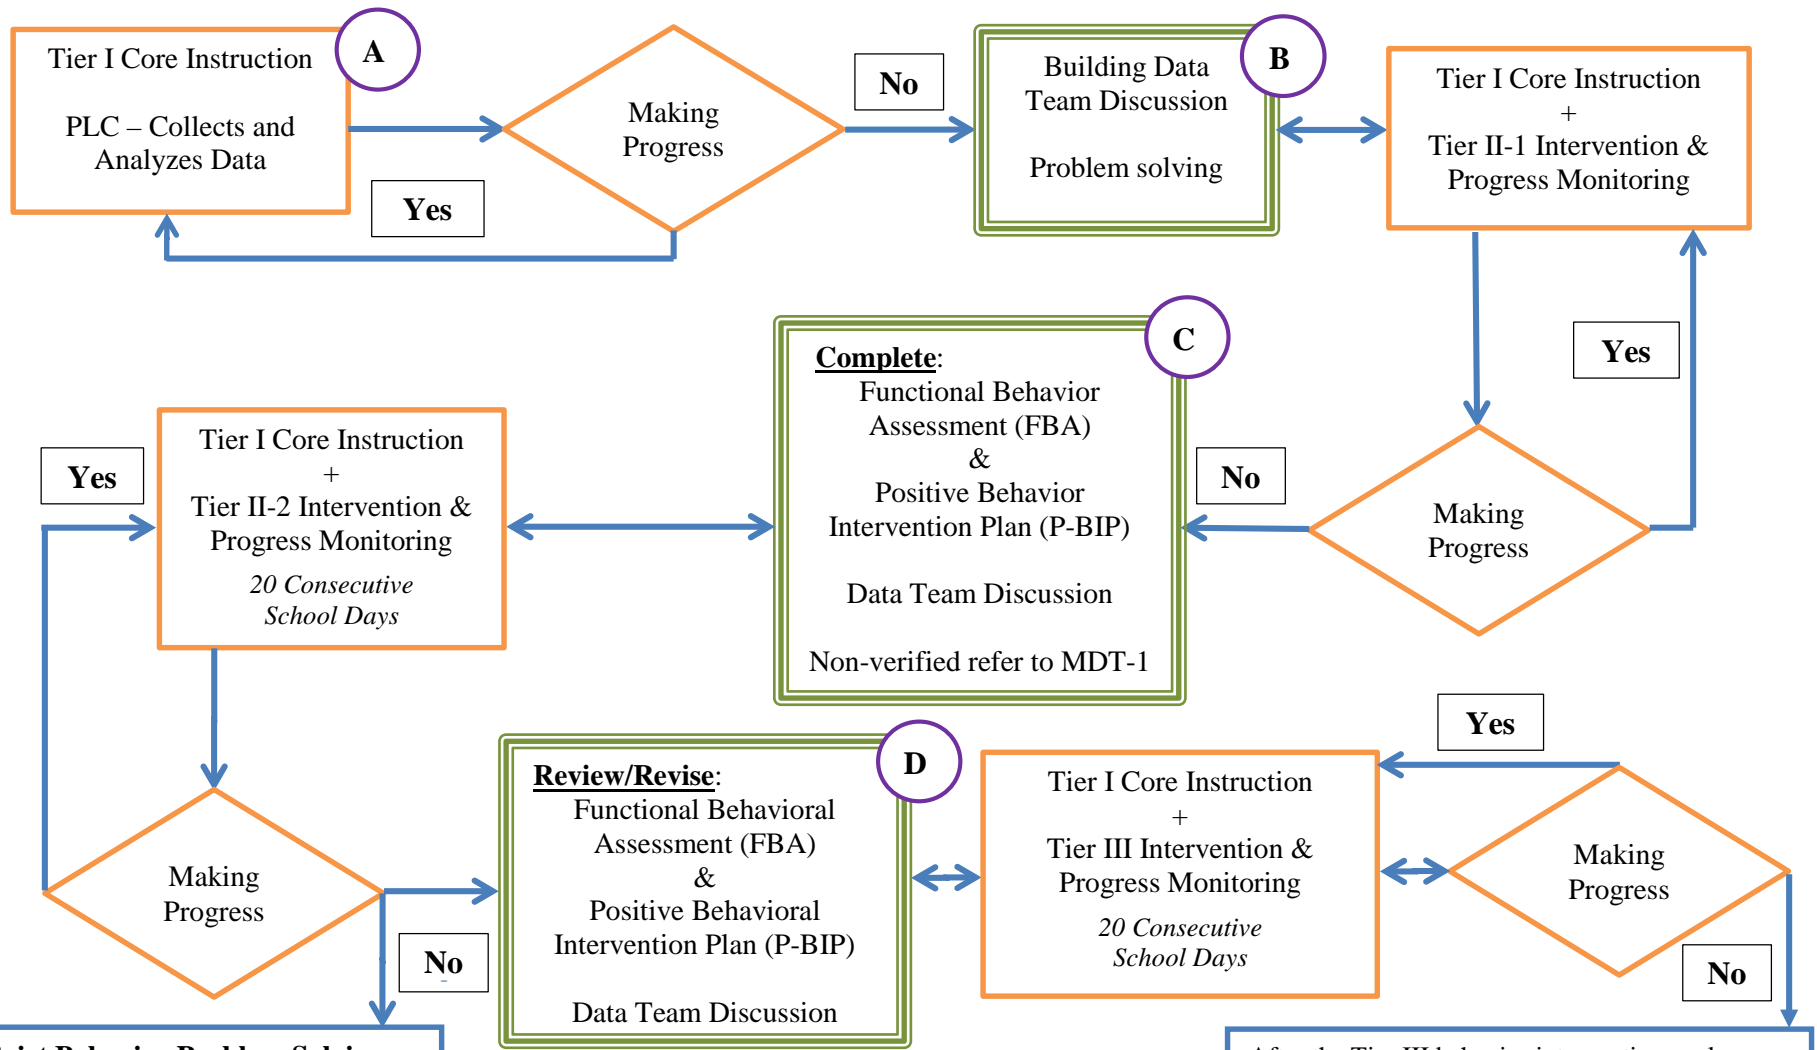 Tier I Core Instruction
PLC – Collects and
Analyzes Data
A
Making
Progress
Yes
No
Building Data
Team Discussion
Problem solving
B
Tier I Core Instruction
+
Tier II-1 Intervention &
Progress Monitoring
Yes
Making
Progress
No
C
Complete:
Functional Behavior
Assessment (FBA)
&
Positive Behavior
Intervention Plan (P-BIP)
Data Team Discussion
Non-verified refer to MDT-1
Tier I Core Instruction
+
Tier II-2 Intervention &
Progress Monitoring
20 Consecutive
School Days
Yes
Making
Progress
No
D
Review/Revise:
Functional Behavioral
Assessment (FBA)
&
Positive Behavioral
Intervention Plan (P-BIP)
Data Team Discussion
Tier I Core Instruction
+
Tier III Intervention &
Progress Monitoring
20 Consecutive
School Days
Yes
Making
Progress
No